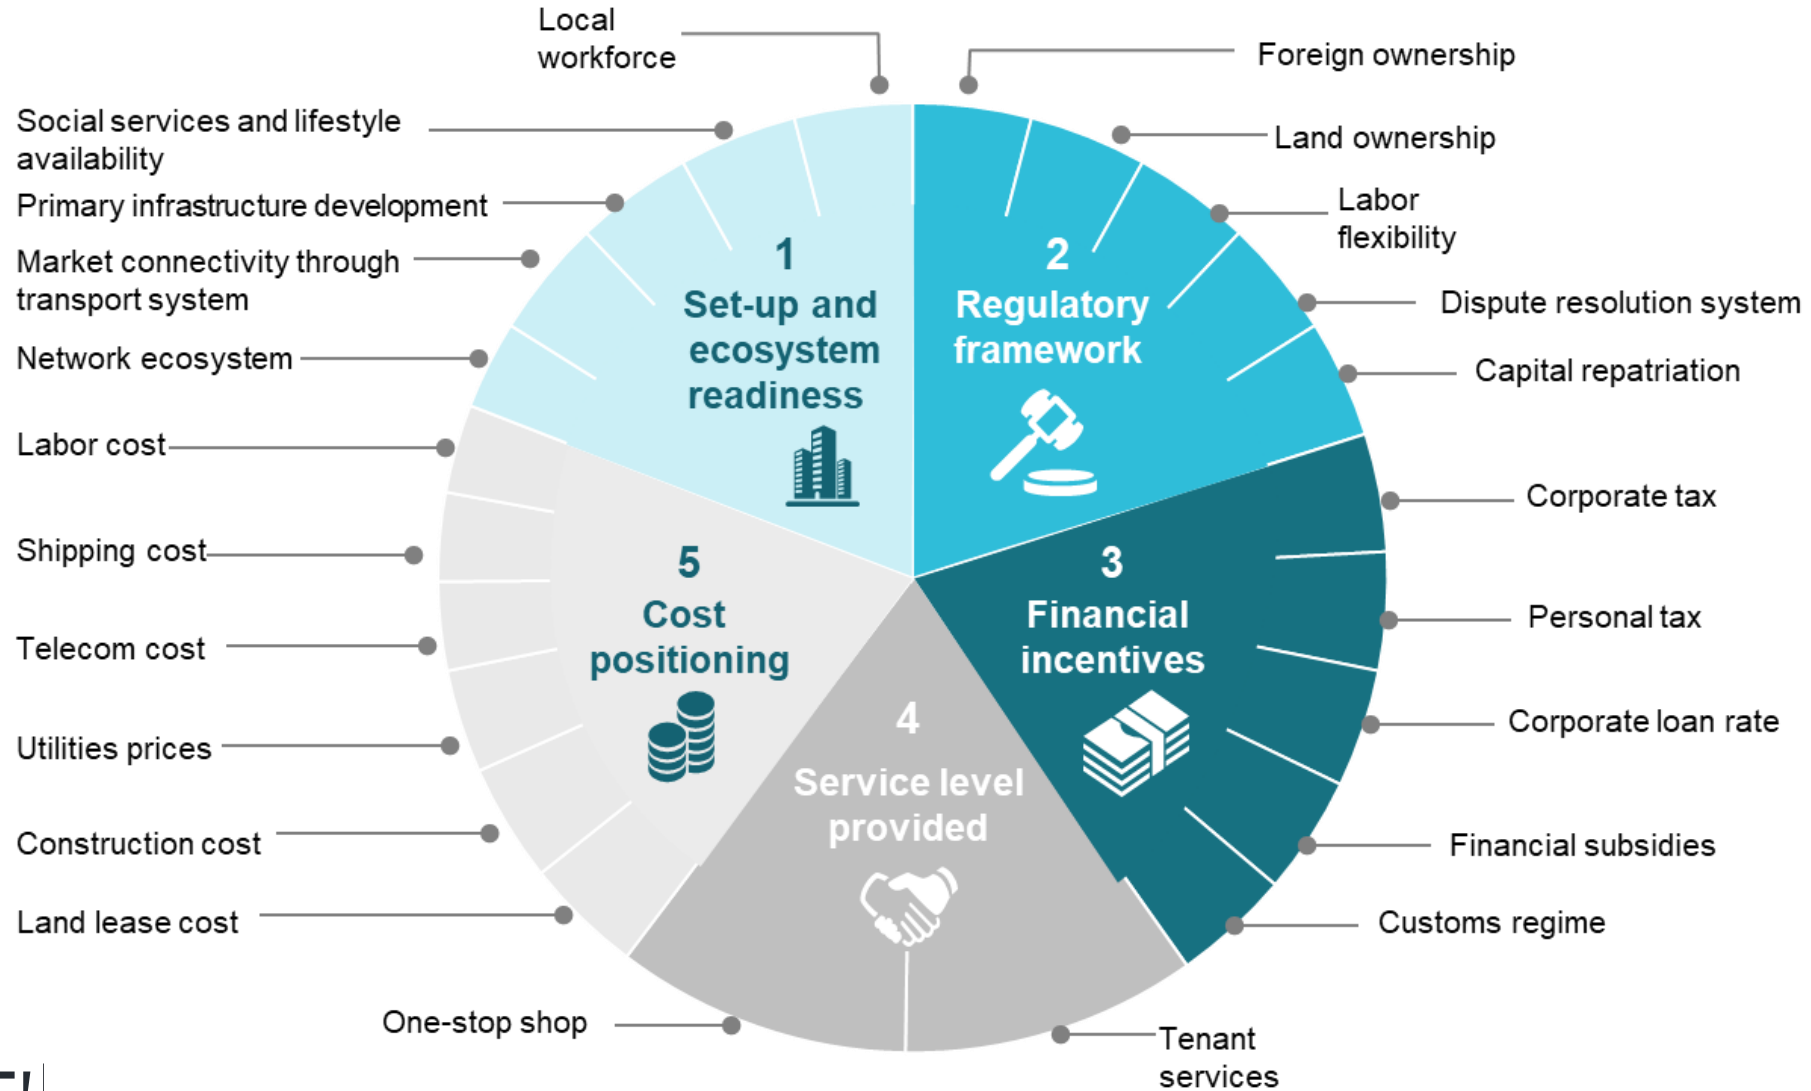 Local
workforce
Foreign ownership
Social services and lifestyle
availability
Land ownership
Primary infrastructure development
Labor
flexibility
Market connectivity through
transport system
Dispute resolution system
Network ecosystem
Capital repatriation
1
Set-up and
ecosystem
readiness
2
Regulatory
framework
Labor cost
Corporate tax
Shipping cost
Personal tax
Telecom cost
Corporate loan rate
Utilities prices
Financial subsidies
Construction cost
Customs regime
Land lease cost
5
Cost
positioning
3
Financial
incentives
4
Service level
provided
One-stop shop
Tenant
services